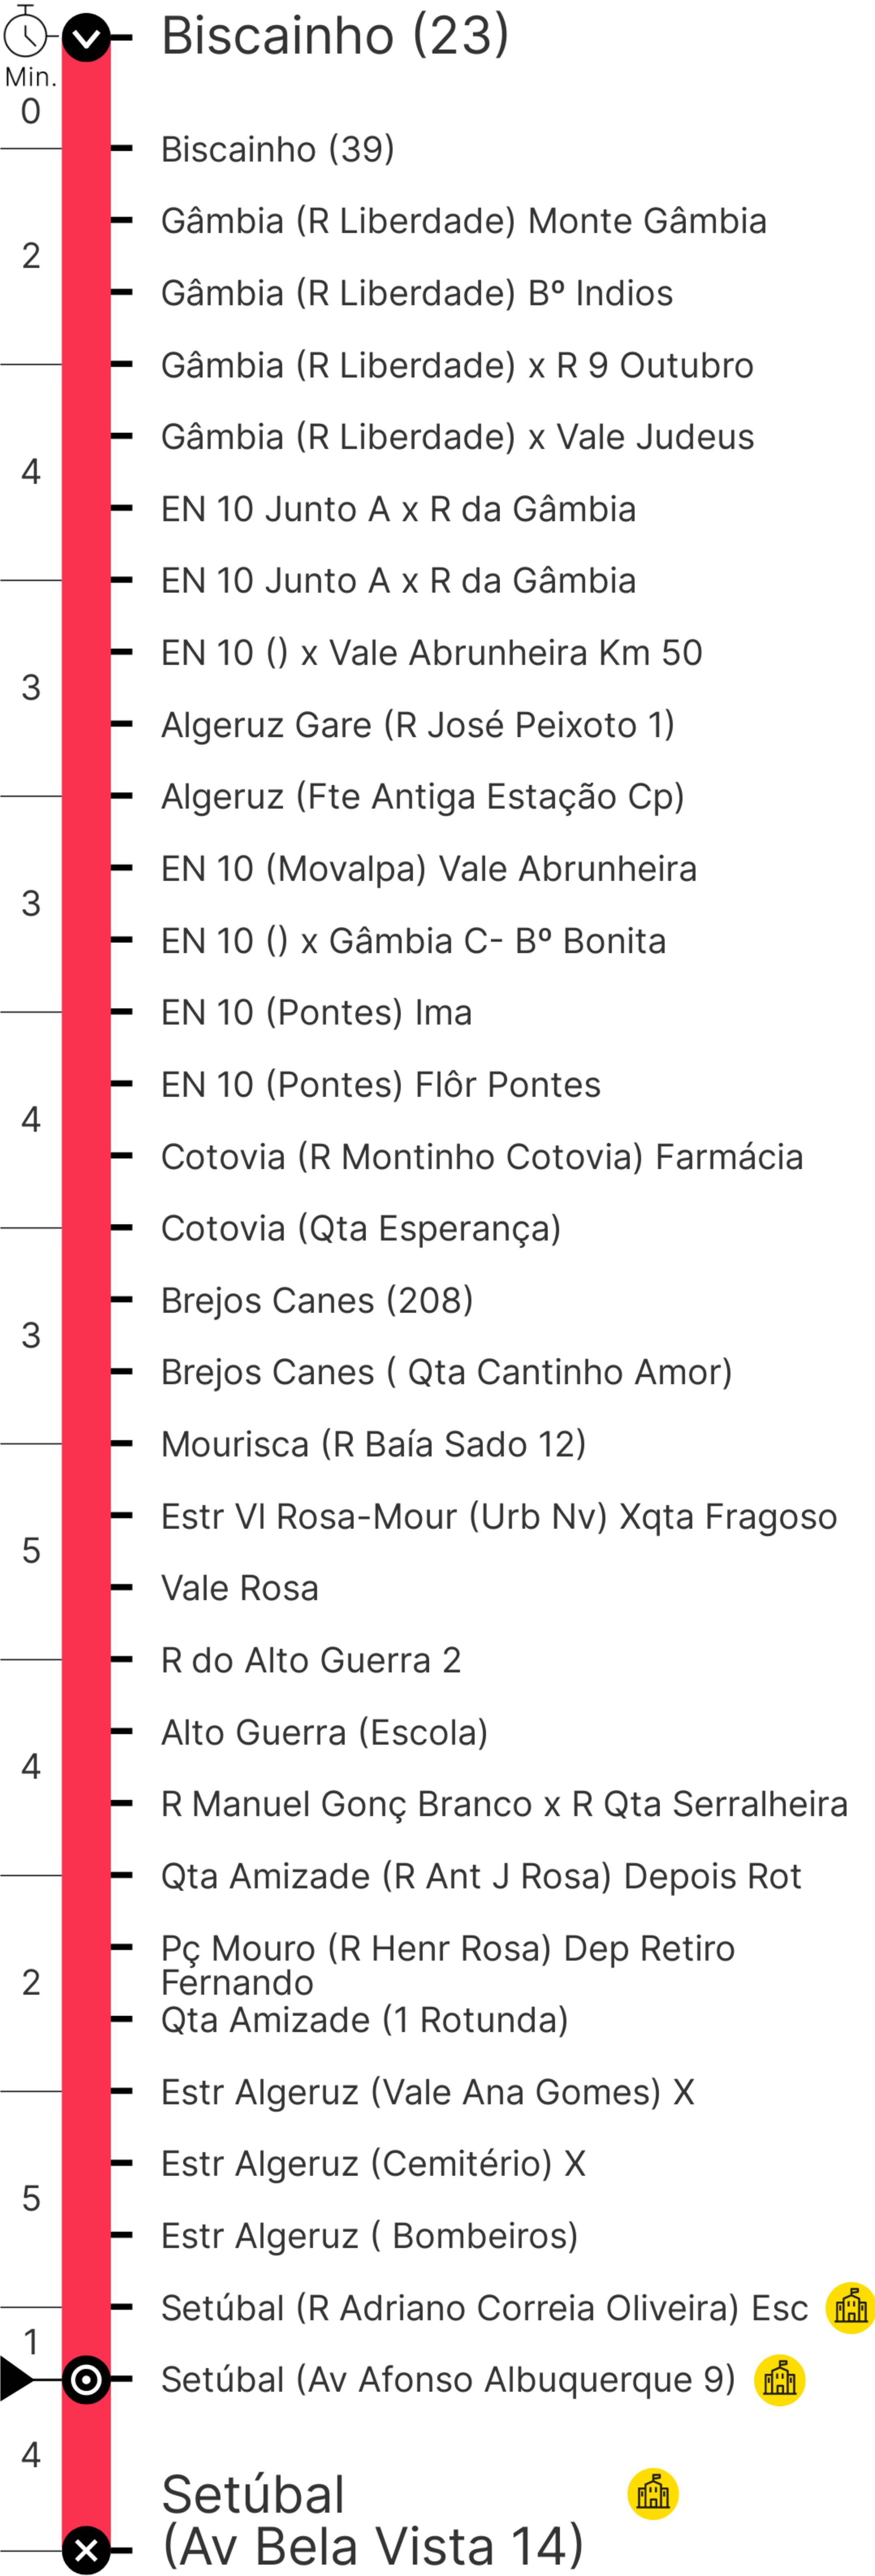 Biscainho (23)
Min.
0
Biscainho (39)
Gâmbia (R Liberdade) Monte Gâmbia
2
Gâmbia (R Liberdade) Bº Indios
Gâmbia (R Liberdade) x R 9 Outubro
Gâmbia (R Liberdade) x Vale Judeus
4
EN 10 Junto A x R da Gâmbia
EN 10 Junto A x R da Gâmbia
EN 10 () x Vale Abrunheira Km 50
3
Algeruz Gare (R José Peixoto 1)
Algeruz (Fte Antiga Estação Cp)
EN 10 (Movalpa) Vale Abrunheira
3
EN 10 () x Gâmbia C- Bº Bonita
EN 10 (Pontes) Ima
EN 10 (Pontes) Flôr Pontes
4
Cotovia (R Montinho Cotovia) Farmácia
Cotovia (Qta Esperança)
Brejos Canes (208)
3
Brejos Canes ( Qta Cantinho Amor)
Mourisca (R Baía Sado 12)
Estr Vl Rosa-Mour (Urb Nv) Xqta Fragoso
5
Vale Rosa
R do Alto Guerra 2
Alto Guerra (Escola)
4
R Manuel Gonç Branco x R Qta Serralheira
Qta Amizade (R Ant J Rosa) Depois Rot
Pç Mouro (R Henr Rosa) Dep Retiro
Fernando
2
Qta Amizade (1 Rotunda)
Estr Algeruz (Vale Ana Gomes) X
Estr Algeruz (Cemitério) X
5
Estr Algeruz ( Bombeiros)
Setúbal (R Adriano Correia Oliveira) Esc
1
Setúbal (Av Afonso Albuquerque 9)
4
Setúbal
(Av Bela Vista 14)